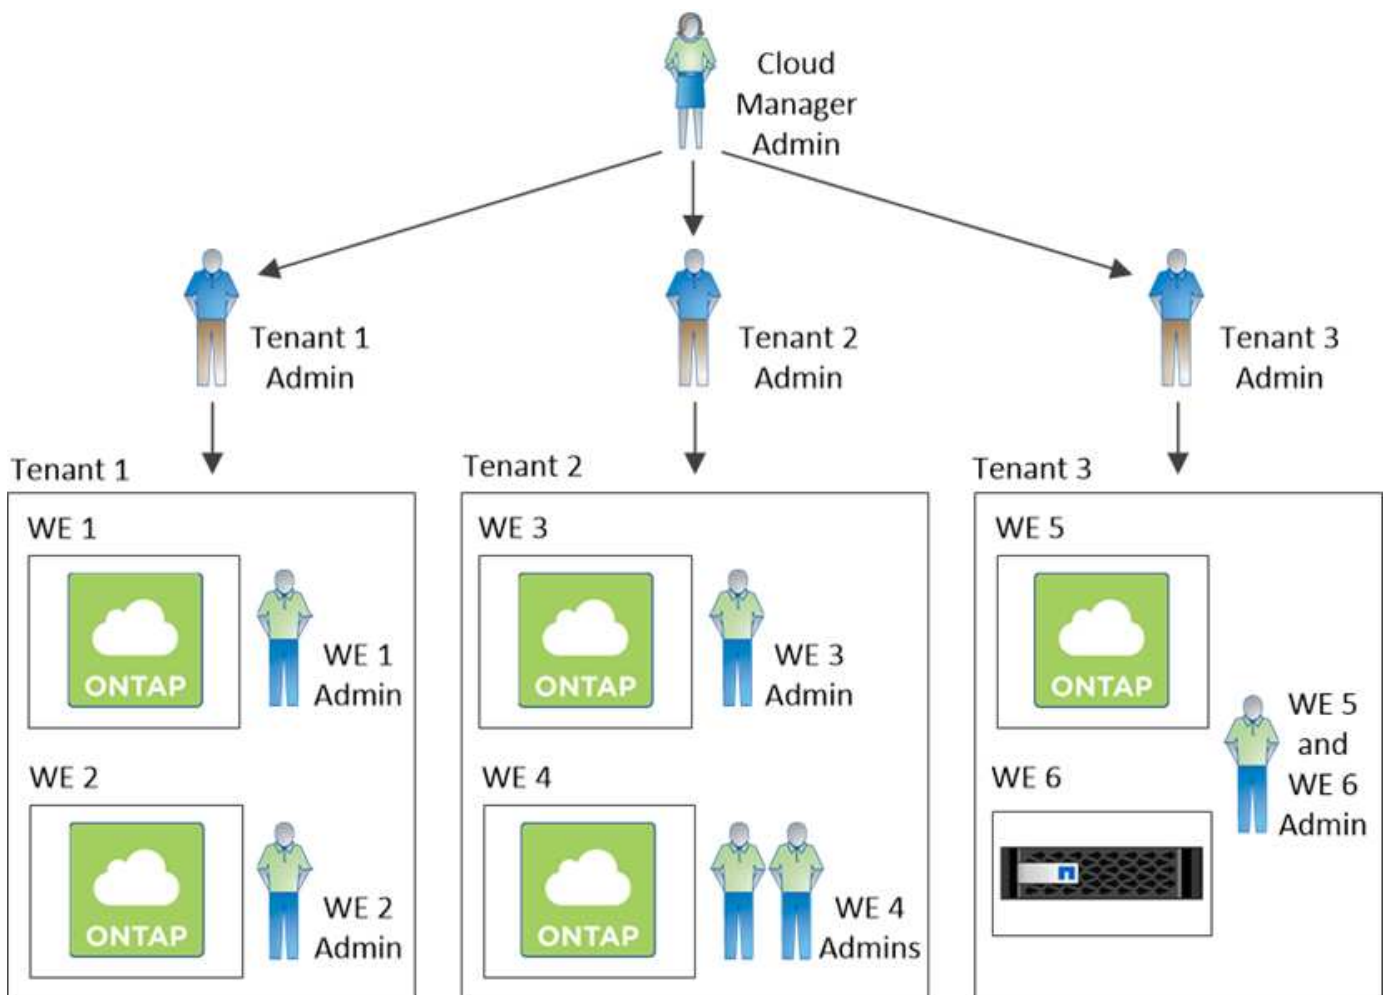 Cloud
Manager
Admin
Tenant 1
Admin
Tenant 2
Admin
Tenant 3
Admin
Tenant 1
WE 1
ONTAP
WE 1
Admin
WE 2
ONTAP
WE 2
Admin
Tenant 2
WE 3
ONTAP
WE 3
Admin
WE 4
ONTAP
WE 4
Admins
Tenant 3
WE 5
ONTAP
WE 5
and
WE 6
Admin
WE 6